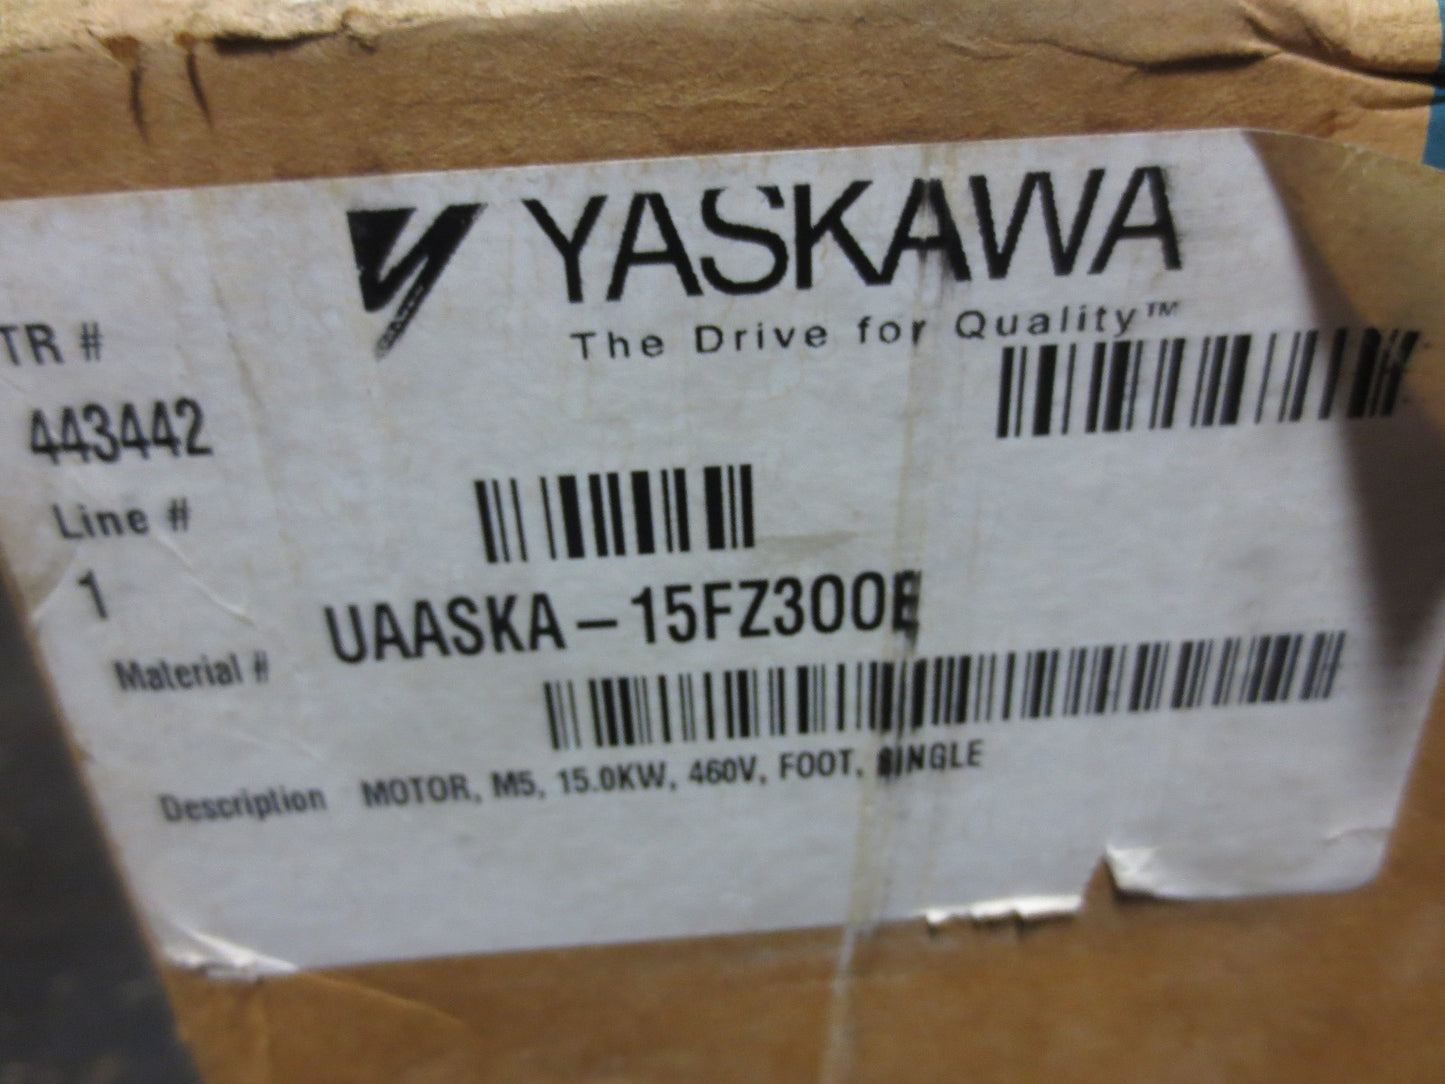 YASKAWA
The Drive for Quality™
TR #
443442
Line #
1
Material # UAASKA-15FZ300E
Description MOTOR, M5, 15.0KW, 460V, FOOT, SINGLE